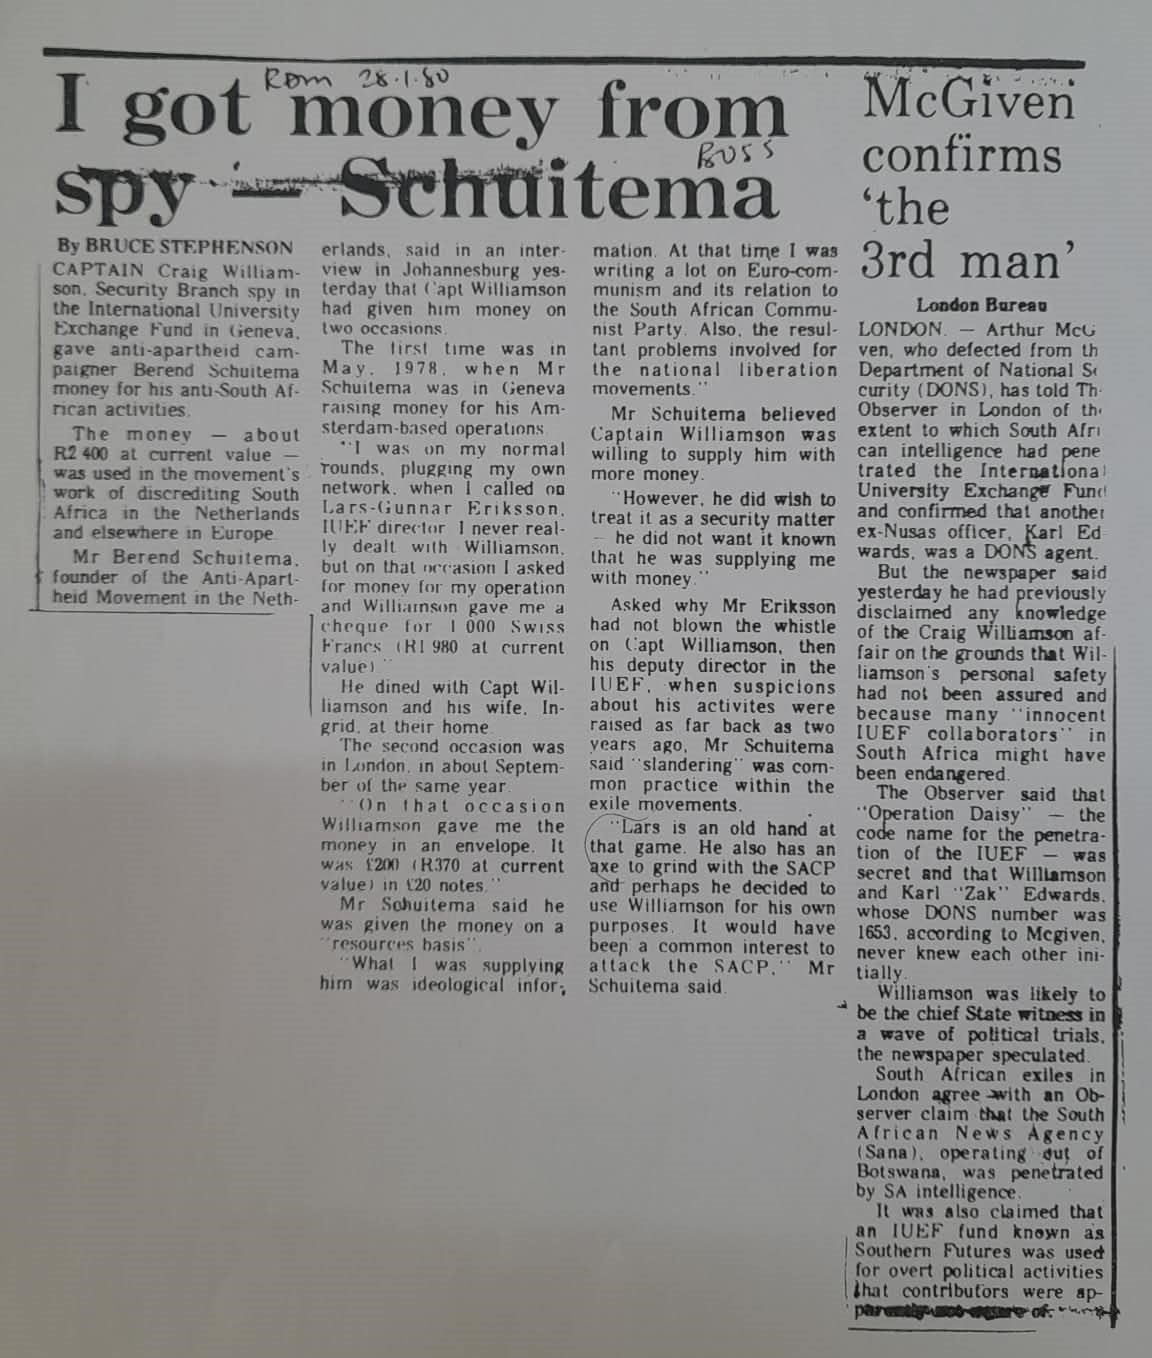 RDM 28.1.80
I got money from
BOSS
spy — Schuitema
By BRUCE STEPHENSON
CAPTAIN Craig William-
son, Security Branch spy in
the International University
Exchange Fund in Geneva,
gave anti-apartheid cam-
paigner Berend Schuitema
money for his anti-South Af-
rican activities.
The money — about
R2 400 at current value —
was used in the movement's
work of discrediting South
Africa in the Netherlands
and elsewhere in Europe.
Mr Berend Schuitema,
founder of the Anti-Apart-
heid Movement in the Neth-
erlands, said in an inter-
view in Johannesburg yes-
terday that Capt Williamson
had given him money on
two occasions.
The first time was in
May, 1978, when Mr
Schuitema was in Geneva
raising money for his Am-
sterdam-based operations.
"I was on my normal
rounds, plugging my own
network, when I called on
Lars-Gunnar Eriksson,
IUEF director. I never real-
ly dealt with Williamson,
but on that occasion I asked
for money for my operation
and Williamson gave me a
cheque for 1 000 Swiss
Francs (R1 980 at current
value)."
He dined with Capt Wil-
liamson and his wife, In-
grid, at their home.
The second occasion was
in London, in about Septem-
ber of the same year.
"On that occasion
Williamson gave me the
money in an envelope. It
was £200 (R370 at current
value) in £20 notes."
Mr Schuitema said he
was given the money on a
"resources basis".
"What I was supplying
him was ideological infor-
mation. At that time I was
writing a lot on Euro-com-
munism and its relation to
the South African Commu-
nist Party. Also, the resul-
tant problems involved for
the national liberation
movements."
Mr Schuitema believed
Captain Williamson was
willing to supply him with
more money.
"However, he did wish to
treat it as a security matter
— he did not want it known
that he was supplying me
with money."
Asked why Mr Eriksson
had not blown the whistle
on Capt Williamson, then
his deputy director in the
IUEF, when suspicions
about his activites were
raised as far back as two
years ago, Mr Schuitema
said "slandering" was com-
mon practice within the
exile movements.
"Lars is an old hand at
that game. He also has an
axe to grind with the SACP
and perhaps he decided to
use Williamson for his own
purposes. It would have
been a common interest to
attack the SACP," Mr
Schuitema said.
McGiven
confirms
'the
3rd man'
London Bureau
LONDON. — Arthur McG
ven, who defected from th
Department of National Se
curity (DONS), has told Th
Observer in London of the
extent to which South Afri
can intelligence had pene
trated the International
University Exchange Fund
and confirmed that another
ex-Nusas officer, Karl Ed
wards, was a DONS agent.
But the newspaper said
yesterday he had previously
disclaimed any knowledge
of the Craig Williamson af-
fair on the grounds that Wil-
liamson's personal safety
had not been assured and
because many "innocent
IUEF collaborators" in
South Africa might have
been endangered.
The Observer said that
"Operation Daisy" — the
code name for the penetra-
tion of the IUEF — was
secret and that Williamson
and Karl "Zak" Edwards,
whose DONS number was
1653, according to Mcgiven,
never knew each other ini-
tially.
Williamson was likely to
be the chief State witness in
a wave of political trials,
the newspaper speculated.
South African exiles in
London agree with an Ob-
server claim that the South
African News Agency
(Sana), operating out of
Botswana, was penetrated
by SA intelligence.
It was also claimed that
an IUEF fund known as
Southern Futures was used
for overt political activities
that contributors were ap-
parently not aware of.